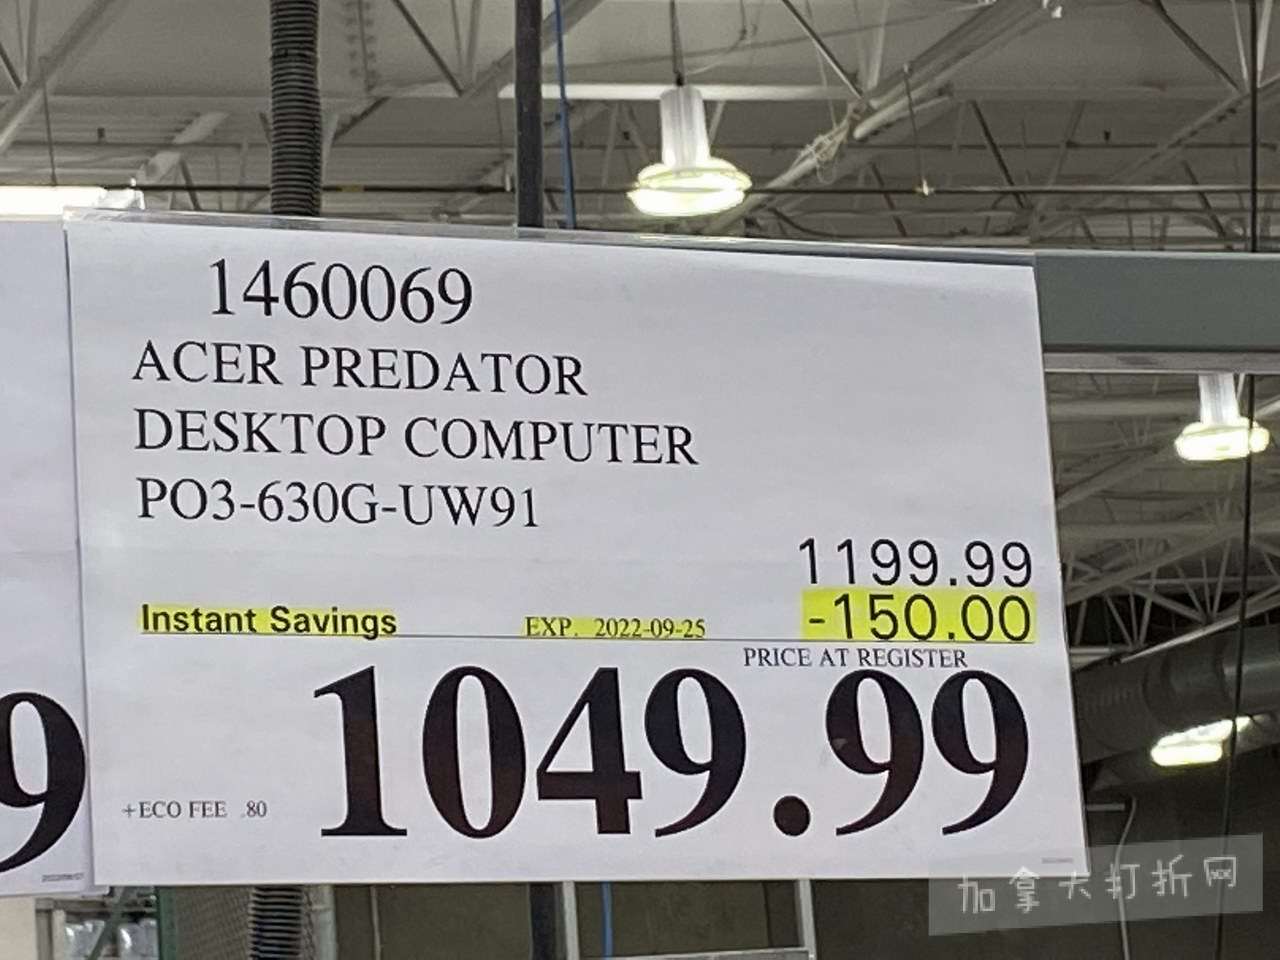 1460069
ACER PREDATOR
DESKTOP COMPUTER
PO3-630G-UW91
1199.99
Instant Savings EXP. 2022-09-25 -150.00
PRICE AT REGISTER
1049.99
+ECO FEE .80
9
加拿大打折网